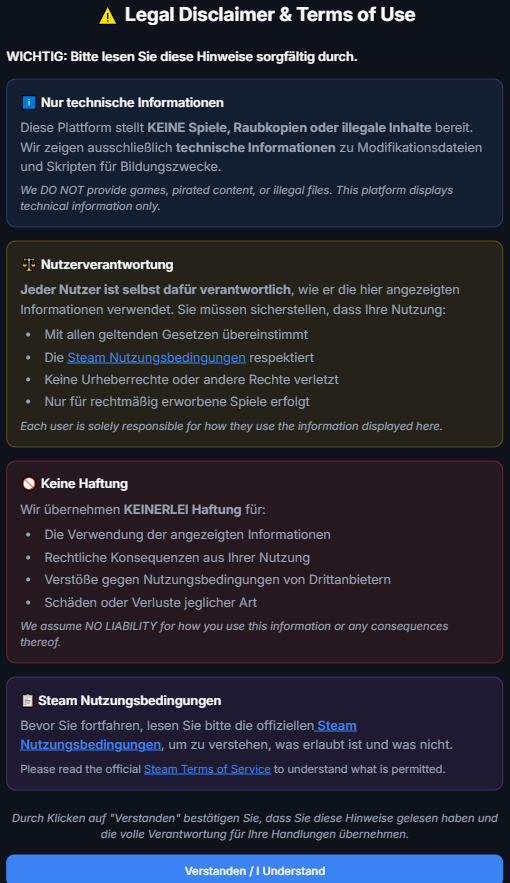 ⚠️ Legal Disclaimer & Terms of Use
WICHTIG: Bitte lesen Sie diese Hinweise sorgfältig durch.
ℹ️ Nur technische Informationen
Diese Plattform stellt KEINE Spiele, Raubkopien oder illegale Inhalte bereit.
Wir zeigen ausschließlich technische Informationen zu Modifikationsdateien
und Skripten für Bildungszwecke.
We DO NOT provide games, pirated content, or illegal files. This platform displays
technical information only.
⚖️ Nutzerverantwortung
Jeder Nutzer ist selbst dafür verantwortlich, wie er die hier angezeigten
Informationen verwendet. Sie müssen sicherstellen, dass Ihre Nutzung:
• Mit allen geltenden Gesetzen übereinstimmt
• Die Steam Nutzungsbedingungen respektiert
• Keine Urheberrechte oder andere Rechte verletzt
• Nur für rechtmäßig erworbene Spiele erfolgt
Each user is solely responsible for how they use the information displayed here.
🚫 Keine Haftung
Wir übernehmen KEINERLEI Haftung für:
• Die Verwendung der angezeigten Informationen
• Rechtliche Konsequenzen aus Ihrer Nutzung
• Verstöße gegen Nutzungsbedingungen von Drittanbietern
• Schäden oder Verluste jeglicher Art
We assume NO LIABILITY for how you use this information or any consequences
thereof.
📋 Steam Nutzungsbedingungen
Bevor Sie fortfahren, lesen Sie bitte die offiziellen Steam
Nutzungsbedingungen, um zu verstehen, was erlaubt ist und was nicht.
Please read the official Steam Terms of Service to understand what is permitted.
Durch Klicken auf "Verstanden" bestätigen Sie, dass Sie diese Hinweise gelesen haben und
die volle Verantwortung für Ihre Handlungen übernehmen.
Verstanden / I Understand